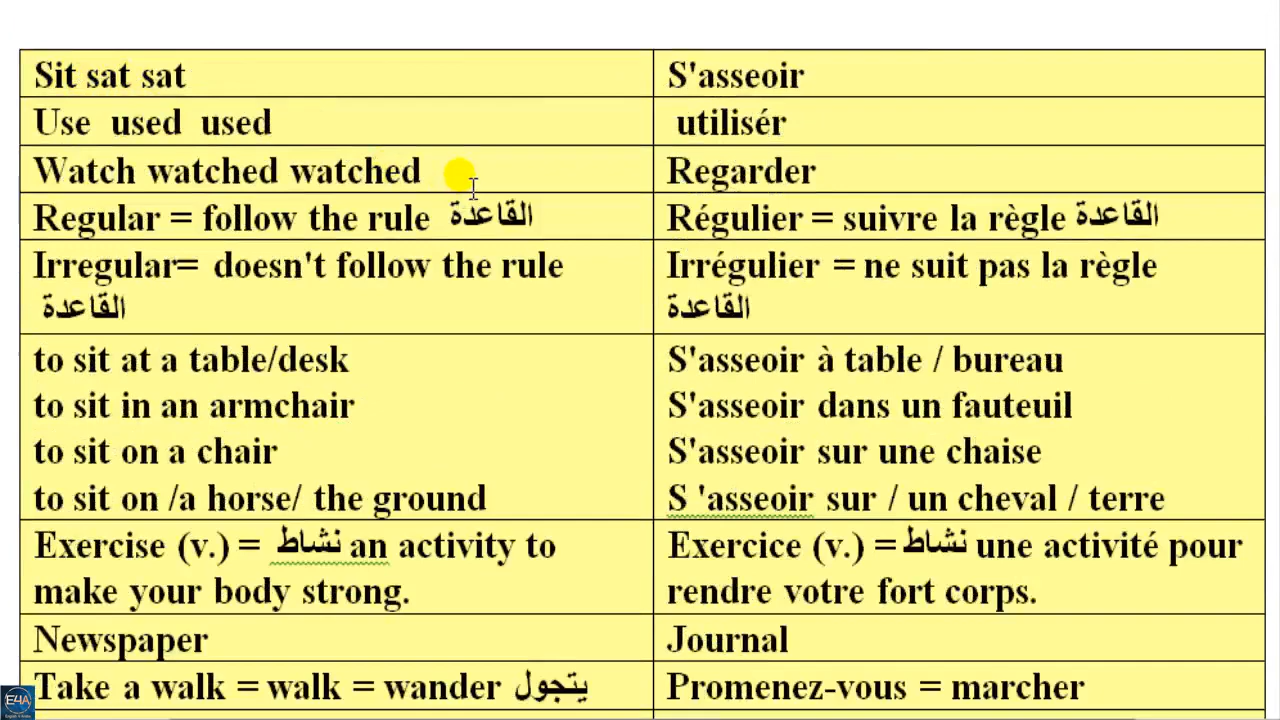 Sit sat sat
S'asseoir
Use used used
utilisér
Watch watched watched
Regarder
Regular = follow the rule القاعدة
Régulier = suivre la règle القاعدة
Irregular= doesn't follow the rule
القاعدة
Irrégulier = ne suit pas la règle
القاعدة
to sit at a table/desk
to sit in an armchair
to sit on a chair
to sit on /a horse/ the ground
S'asseoir à table / bureau
S'asseoir dans un fauteuil
S'asseoir sur une chaise
S 'asseoir sur / un cheval / terre
Exercise (v.) = نشاط an activity to
make your body strong.
Exercice (v.) = نشاط une activité pour
rendre votre fort corps.
Newspaper
Journal
Take a walk = walk = wander يتجول
Promenez-vous = marcher
E4A